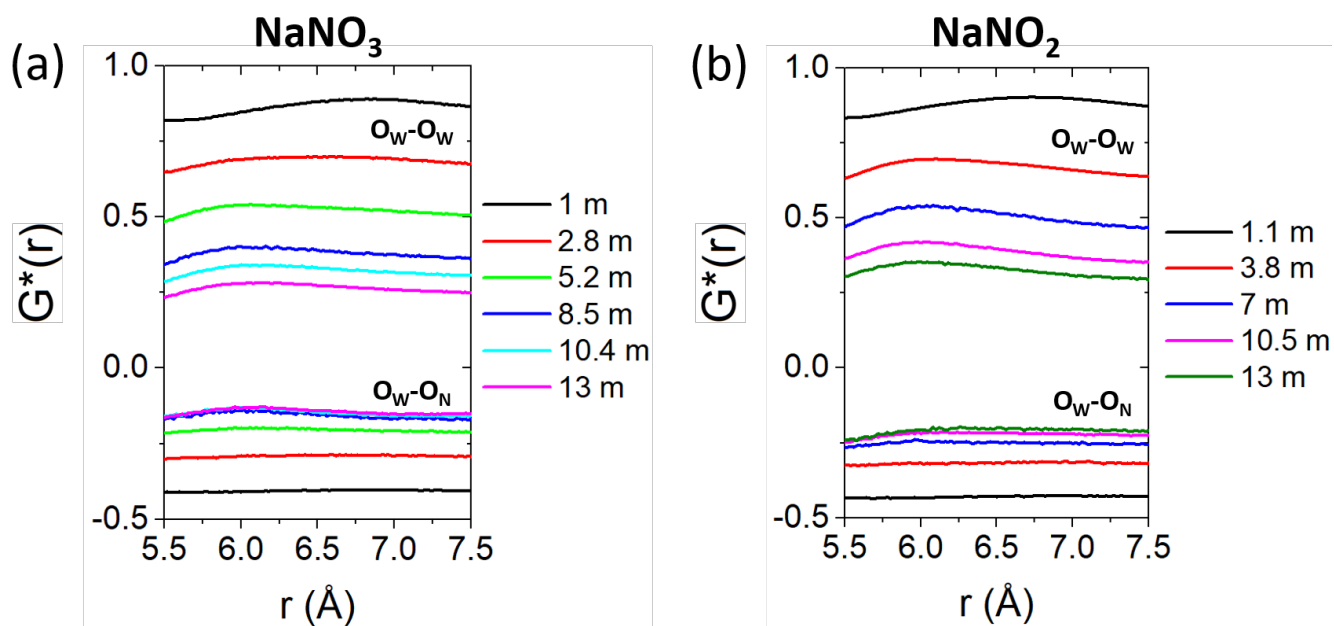 (a)
NaNO₃
1.0
0.5
0.0
-0.5
G*(r)
O_W-O_W
O_W-O_N
5.5 6.0 6.5 7.0 7.5
r (Å)
1 m
2.8 m
5.2 m
8.5 m
10.4 m
13 m
(b)
NaNO₂
1.0
0.5
0.0
-0.5
G*(r)
O_W-O_W
O_W-O_N
5.5 6.0 6.5 7.0 7.5
r (Å)
1.1 m
3.8 m
7 m
10.5 m
13 m